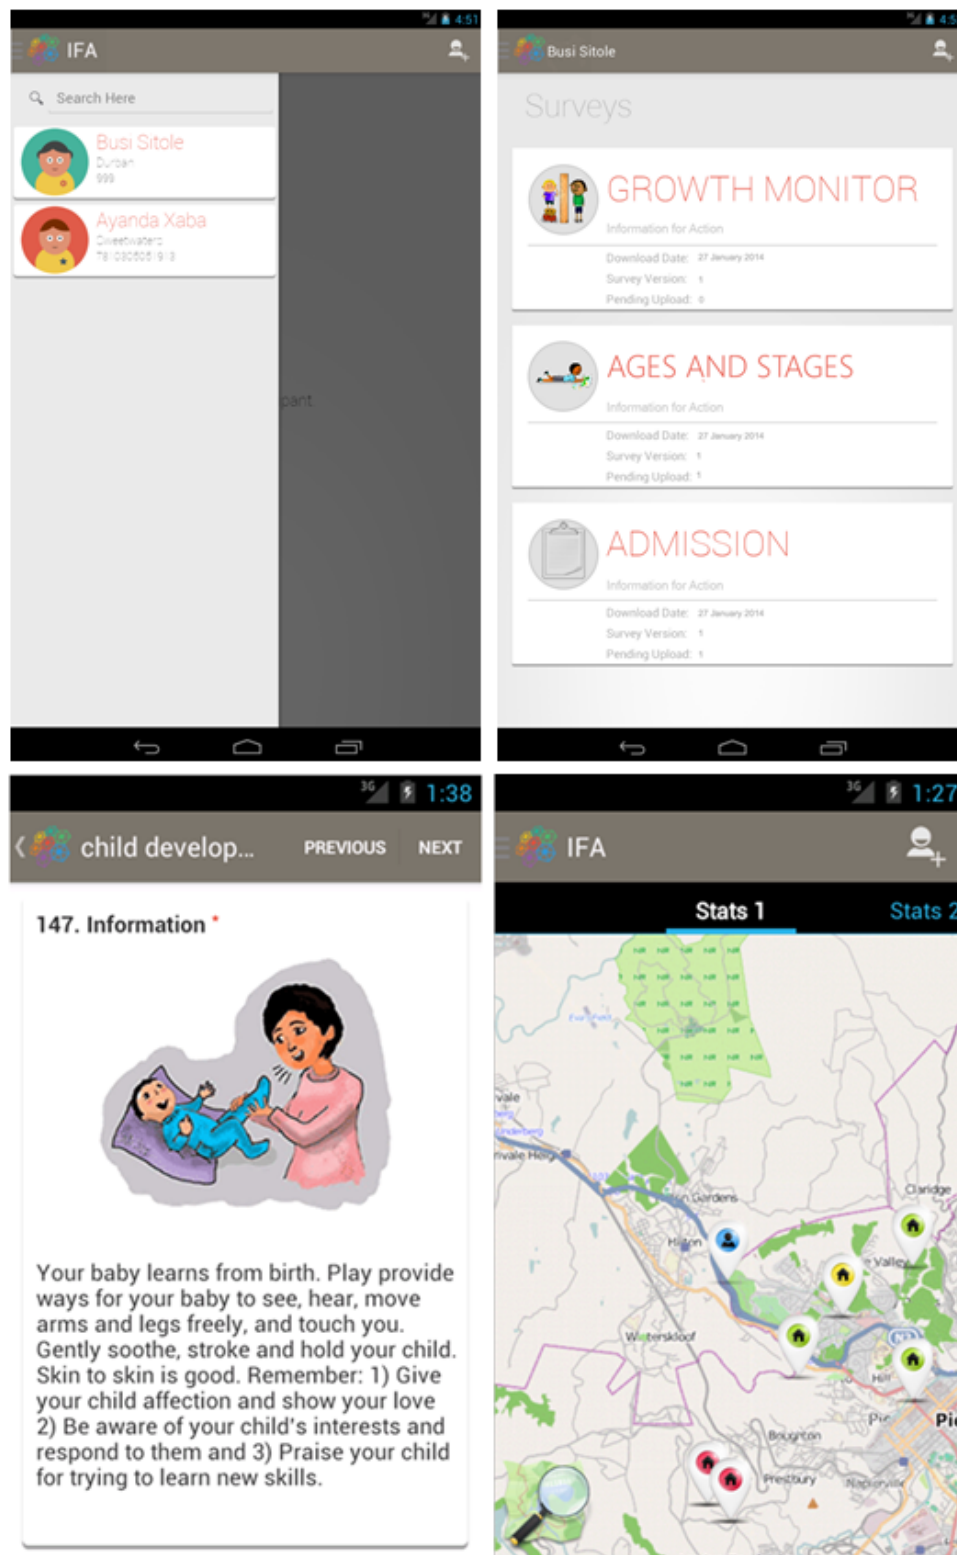 3G 4:51
IFA
Search Here
Busi Sitole
Durban
999
Ayanda Xaba
Sweetwaters
pant.
Busi Sitole
Surveys
GROWTH MONITOR
Information for Action
Download Date: 27 January 2014
Survey Version: 1
Pending Upload: 0
AGES AND STAGES
Information for Action
Download Date: 27 January 2014
Survey Version: 1
Pending Upload: 1
ADMISSION
Information for Action
Download Date: 27 January 2014
Survey Version: 1
Pending Upload: 1
3G 1:38
child develop... PREVIOUS NEXT
147. Information *
Your baby learns from birth. Play provide
ways for your baby to see, hear, move
arms and legs freely, and touch you.
Gently soothe, stroke and hold your child.
Skin to skin is good. Remember: 1) Give
your child affection and show your love
2) Be aware of your child's interests and
respond to them and 3) Praise your child
for trying to learn new skills.
3G 1:27
IFA
Stats 1 Stats 2
vale
Claridge
Gardens
Hilton
Valley
N3
Hill
Boughton
Prestbury
Napierville